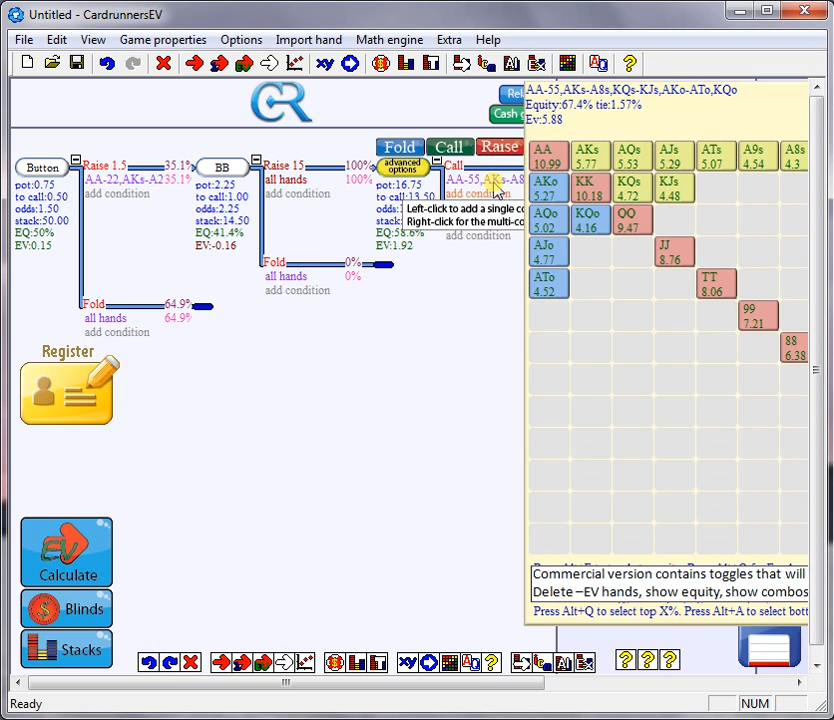 Untitled - CardrunnersEV
File Edit View Game properties Options Import hand Math engine Extra Help
CR
Cash g
Fold Call Raise
Button
pot:0.75
to call:0.50
odds:1.50
stack:50.00
EQ:50%
EV:0.15
Raise 1.5 35.1%
AA-22,AKs-A2 35.1%
add condition
Fold 64.9%
all hands 64.9%
add condition
BB
pot:2.25
to call:1.00
odds:2.25
stack:14.50
EQ:41.4%
EV:-0.16
Raise 15 100%
all hands 100%
add condition
Fold 0%
all hands 0%
add condition
advanced options
pot:16.75
to call:13.50
odds:1.
stack:
EQ:58.6%
EV:1.92
Call
AA-55,AKs-A8
add condition
Left-click to add a single co
Right-click for the multi-co
add condition
AA-55,AKs-A8s,KQs-KJs,AKo-ATo,KQo
Equity:67.4% tie:1.57%
Ev:5.88
AA AKs AQs AJs ATs A9s A8s
10.99 5.77 5.53 5.29 5.07 4.54 4.3
AKo KK KQs KJs
5.27 10.18 4.72 4.48
AQo KQo QQ
5.02 4.16 9.47
AJo JJ
4.77 8.76
ATo TT
4.52 8.06
99
7.21
88
6.38
Commercial version contains toggles that will
Delete –EV hands, show equity, show combos
Press Alt+Q to select top X%. Press Alt+A to select bott
Register
EV
Calculate
Blinds
Stacks
Ready
NUM